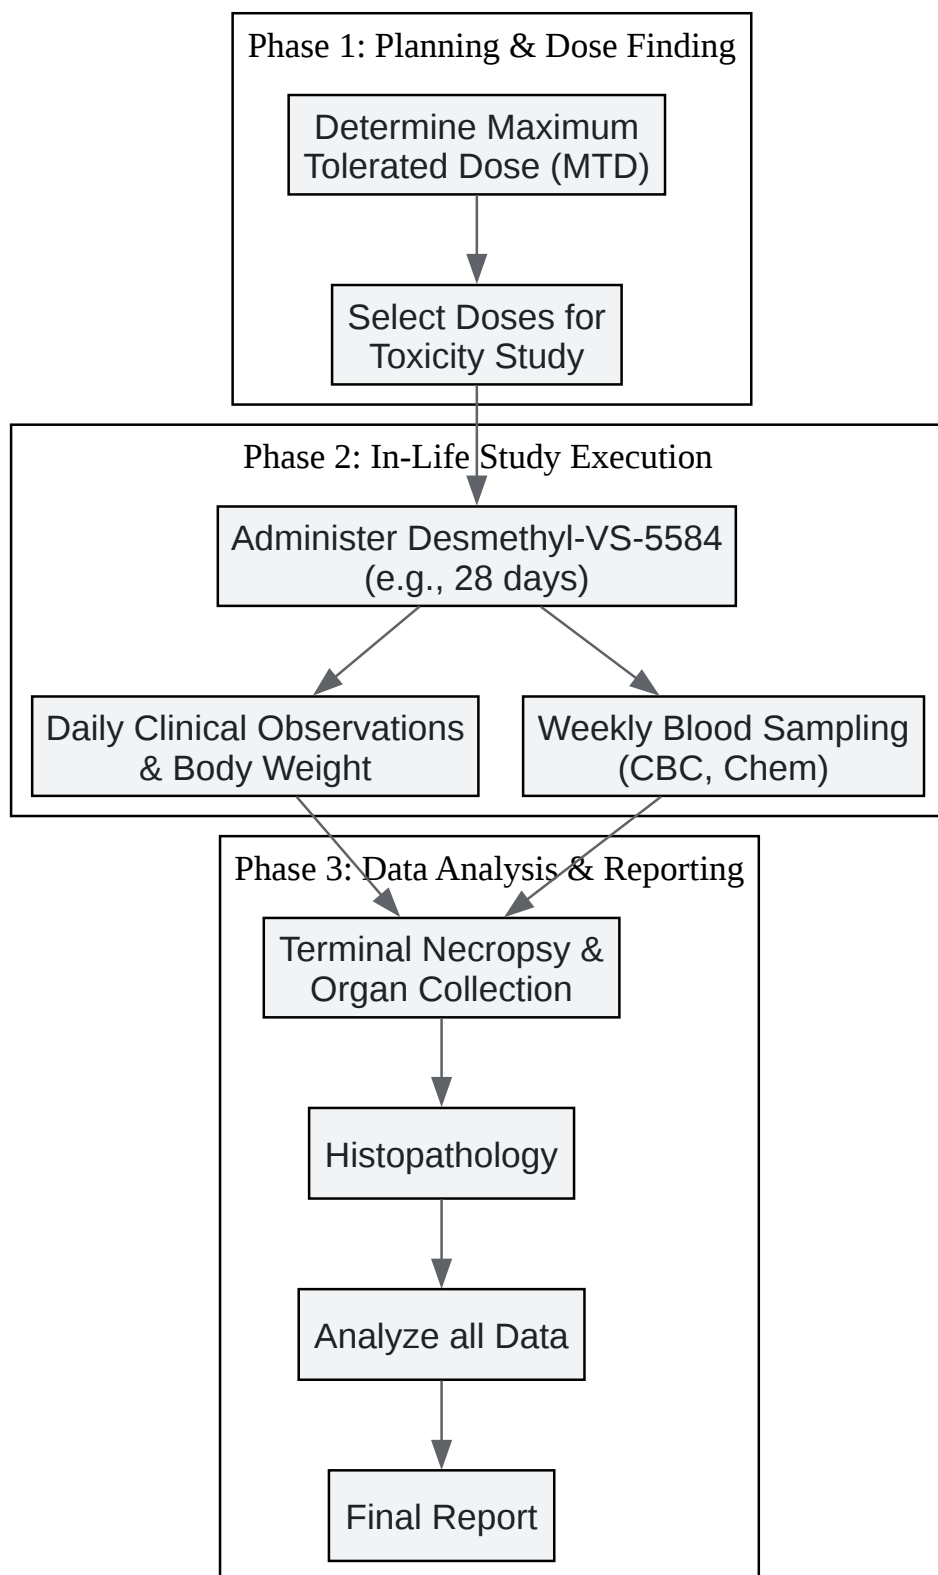 Phase 1: Planning & Dose Finding
Determine Maximum
Tolerated Dose (MTD)
Select Doses for
Toxicity Study
Phase 2: In-Life Study Execution
Administer Desmethyl-VS-5584
(e.g., 28 days)
Daily Clinical Observations
& Body Weight
Weekly Blood Sampling
(CBC, Chem)
Phase 3: Data Analysis & Reporting
Terminal Necropsy &
Organ Collection
Histopathology
Analyze all Data
Final Report